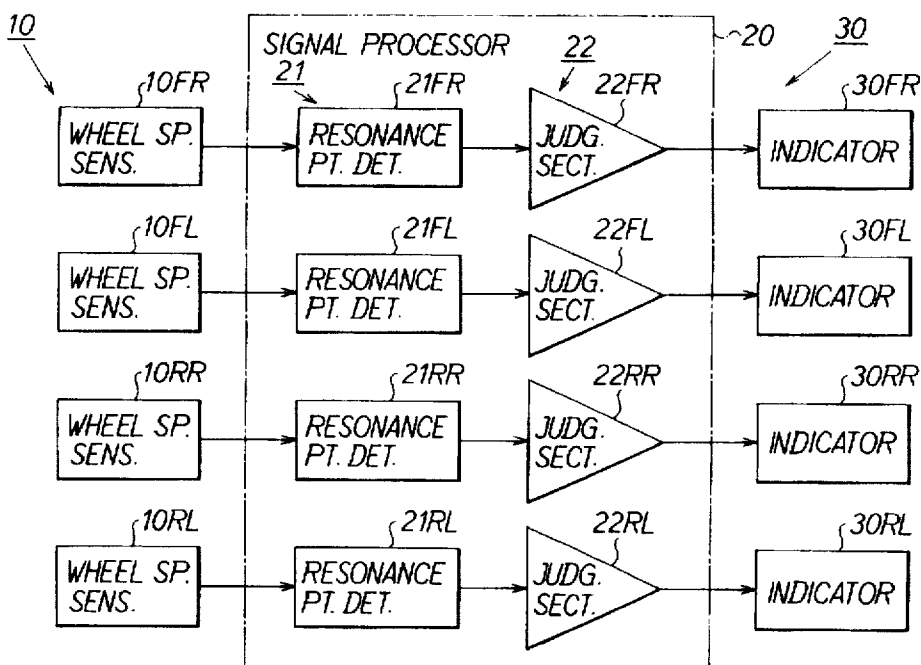 10
SIGNAL PROCESSOR
20
21
22
30
10FR
21FR
22FR
30FR
WHEEL SP.
SENS.
RESONANCE
PT. DET.
JUDG.
SECT.
INDICATOR
10FL
21FL
22FL
30FL
WHEEL SP.
SENS.
RESONANCE
PT. DET.
JUDG.
SECT.
INDICATOR
10RR
21RR
22RR
30RR
WHEEL SP.
SENS.
RESONANCE
PT. DET.
JUDG.
SECT.
INDICATOR
10RL
21RL
22RL
30RL
WHEEL SP.
SENS.
RESONANCE
PT. DET.
JUDG.
SECT.
INDICATOR